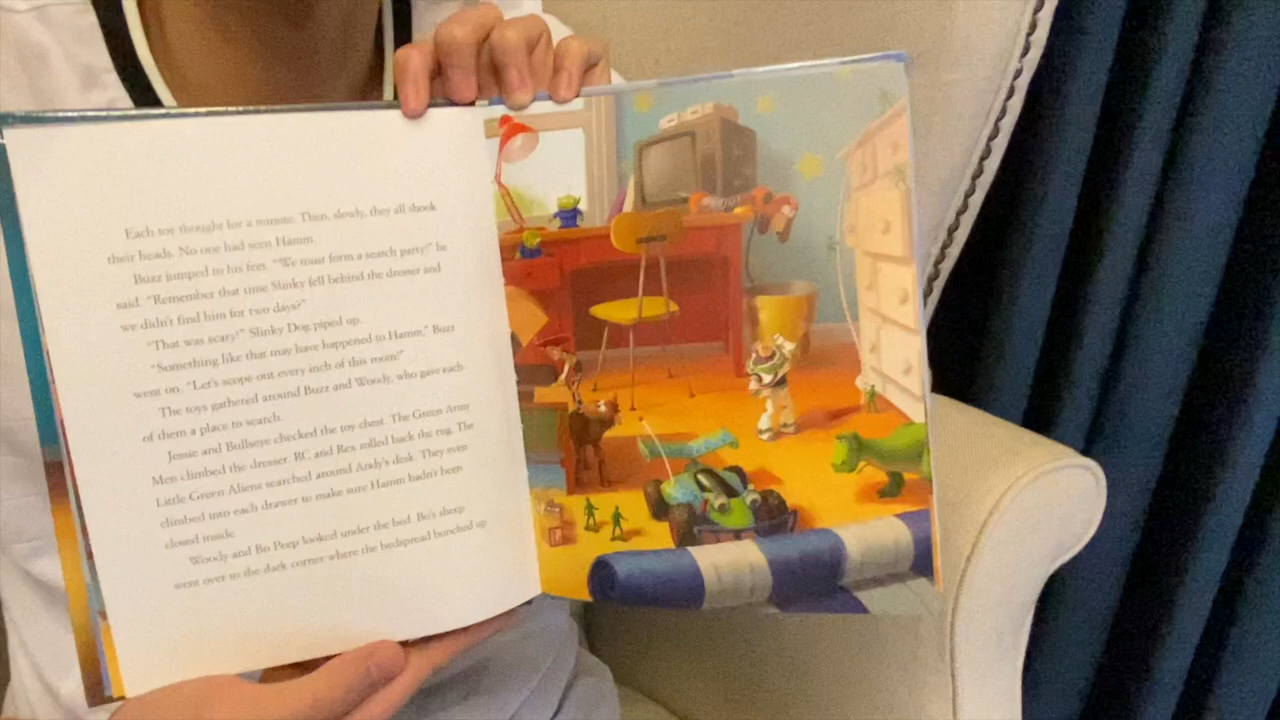 Each toy thought for a minute. Then, slowly, they all shook
their heads. No one had seen Hamm.
Buzz jumped to his feet. "We must form a search party!" he
said. "Remember that time Slinky fell behind the dresser and
we didn't find him for two days?"
"That was scary!" Slinky Dog piped up.
"Something like that may have happened to Hamm," Buzz
went on. "Let's scope out every inch of this room!"
The toys gathered around Buzz and Woody, who gave each
of them a place to search.
Jessie and Bullseye checked the toy chest. The Green Army
Men climbed the dresser. RC and Rex rolled back the rug. The
Little Green Aliens searched around Andy's desk. They even
climbed into each drawer to make sure Hamm hadn't been
closed inside.
Woody and Bo Peep looked under the bed. Bo's sheep
went over to the dark corner where the bedspread bunched up